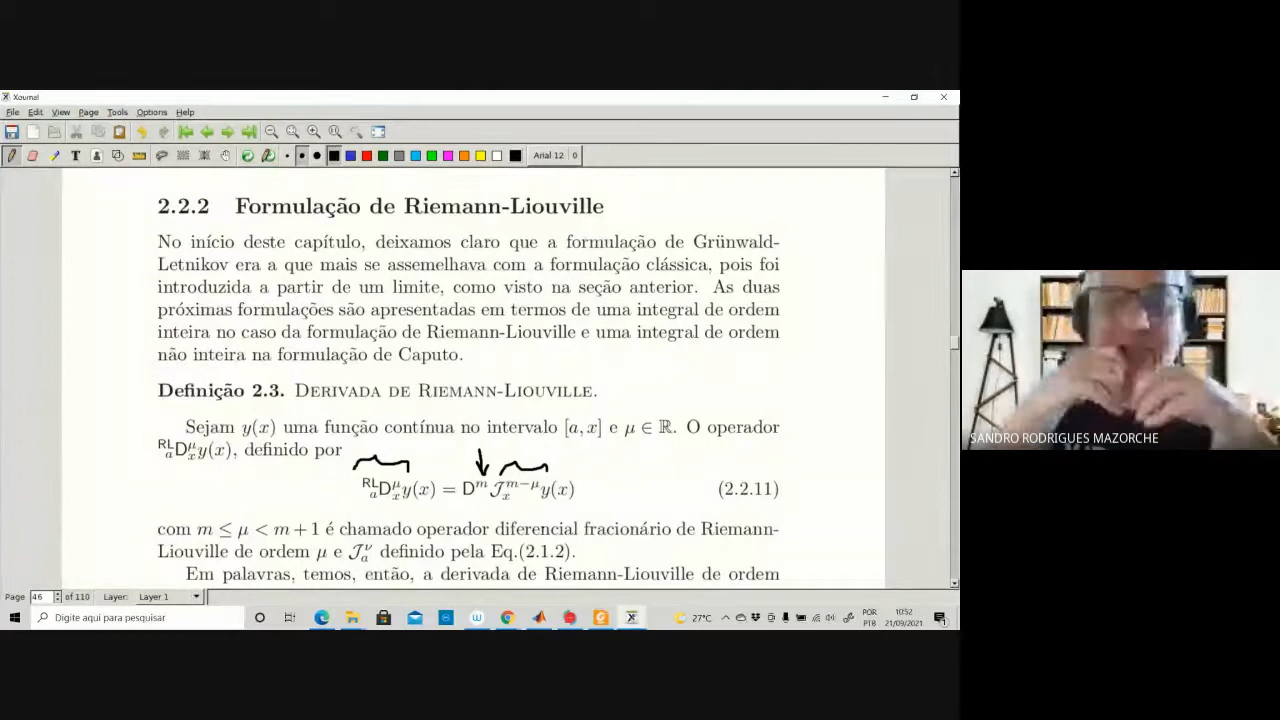 Xournal
File Edit View Page Tools Options Help
Arial 12 0
2.2.2 Formulação de Riemann-Liouville
No início deste capítulo, deixamos claro que a formulação de Grünwald-
Letnikov era a que mais se assemelhava com a formulação clássica, pois foi
introduzida a partir de um limite, como visto na seção anterior. As duas
próximas formulações são apresentadas em termos de uma integral de ordem
inteira no caso da formulação de Riemann-Liouville e uma integral de ordem
não inteira na formulação de Caputo.
Definição 2.3. DERIVADA DE RIEMANN-LIOUVILLE.
Sejam y(x) uma função contínua no intervalo [a, x] e μ ∈ ℝ. O operador
ᴿᴸₐDₓᵘy(x), definido por
ᴿᴸₐDₓᵘy(x) = Dᵐ 𝒥ₓᵐ⁻ᵘy(x) (2.2.11)
com m ≤ μ < m + 1 é chamado operador diferencial fracionário de Riemann-
Liouville de ordem μ e 𝒥ₐᵛ definido pela Eq.(2.1.2).
Em palavras, temos, então, a derivada de Riemann-Liouville de ordem
SANDRO RODRIGUES MAZORCHE
Page 46 of 110 Layer: Layer 1
Digite aqui para pesquisar
27°C
POR
PTB
10:52
21/09/2021